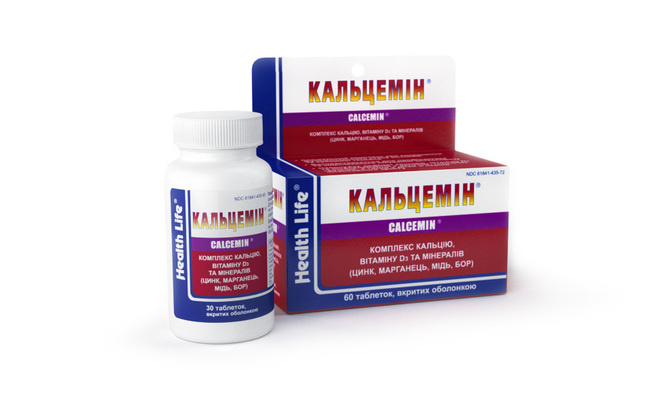 КАЛЬЦЕМІН®
CALCEMIN®
КОМПЛЕКС КАЛЬЦІЮ, ВІТАМІНУ D₃ ТА МІНЕРАЛІВ
(ЦИНК, МАРГАНЕЦЬ, МІДЬ, БОР)
NDC 61841-435-72
Health Life®
КАЛЬЦЕМІН®
CALCEMIN®
КОМПЛЕКС КАЛЬЦІЮ,
ВІТАМІНУ D₃ ТА МІНЕРАЛІВ
(ЦИНК, МАРГАНЕЦЬ, МІДЬ, БОР)
60 таблеток, вкритих оболонкою
Health Life®
КАЛЬЦЕМІН®
CALCEMIN®
КОМПЛЕКС КАЛЬЦІЮ,
ВІТАМІНУ D₃
ТА МІНЕРАЛІВ
(ЦИНК, МАРГАНЕЦЬ,
МІДЬ, БОР)
30 таблеток,
вкритих оболонкою